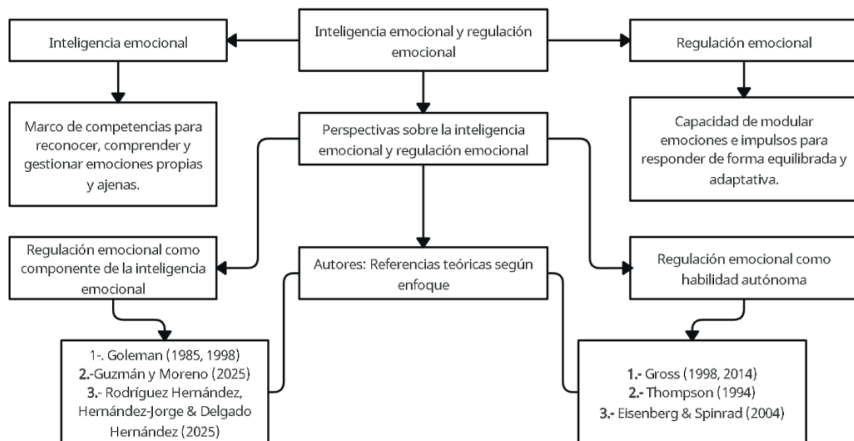 Inteligencia emocional
Inteligencia emocional y regulación
emocional
Regulación emocional
Marco de competencias para
reconocer, comprender y
gestionar emociones propias
y ajenas.
Perspectivas sobre la inteligencia
emocional y regulación emocional
Capacidad de modular
emociones e impulsos para
responder de forma equilibrada y
adaptativa.
Regulación emocional como
componente de la inteligencia
emocional
Autores: Referencias teóricas según
enfoque
Regulación emocional como
habilidad autónoma
1-. Goleman (1985, 1998)
2.-Guzmán y Moreno (2025)
3.- Rodríguez Hernández,
Hernández-Jorge & Delgado
Hernández (2025)
1.- Gross (1998, 2014)
2.- Thompson (1994)
3.- Eisenberg & Spinrad (2004)